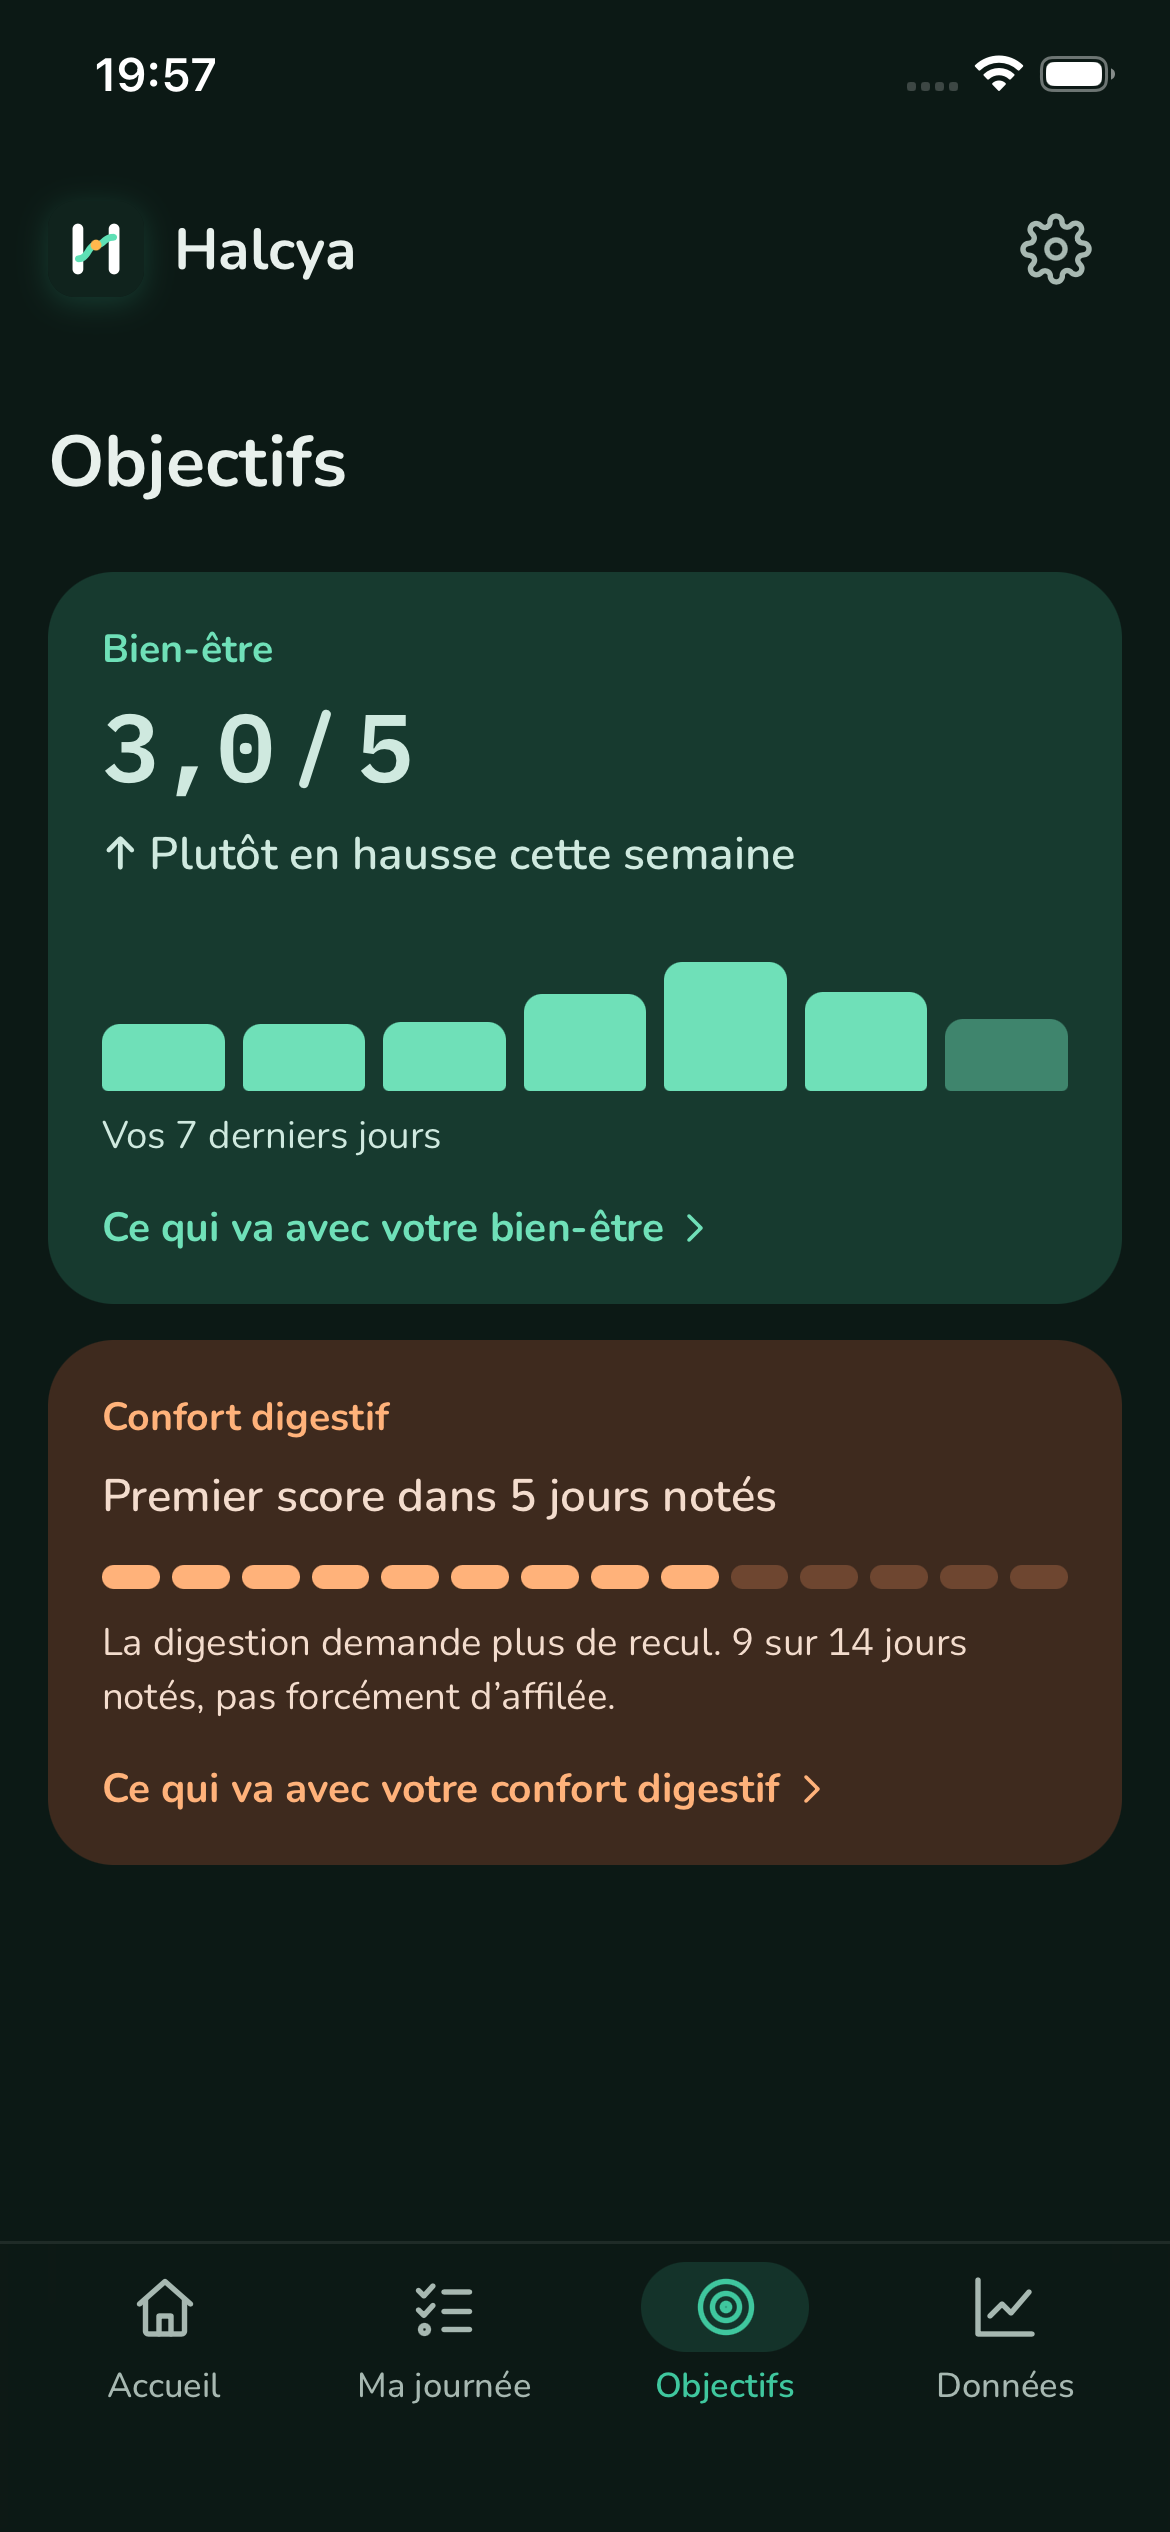 19:57
Halcya
Objectifs
Bien-être
3,0/5
↑ Plutôt en hausse cette semaine
Vos 7 derniers jours
Ce qui va avec votre bien-être
Confort digestif
Premier score dans 5 jours notés
La digestion demande plus de recul. 9 sur 14 jours
notés, pas forcément d’affilée.
Ce qui va avec votre confort digestif
Accueil
Ma journée
Objectifs
Données